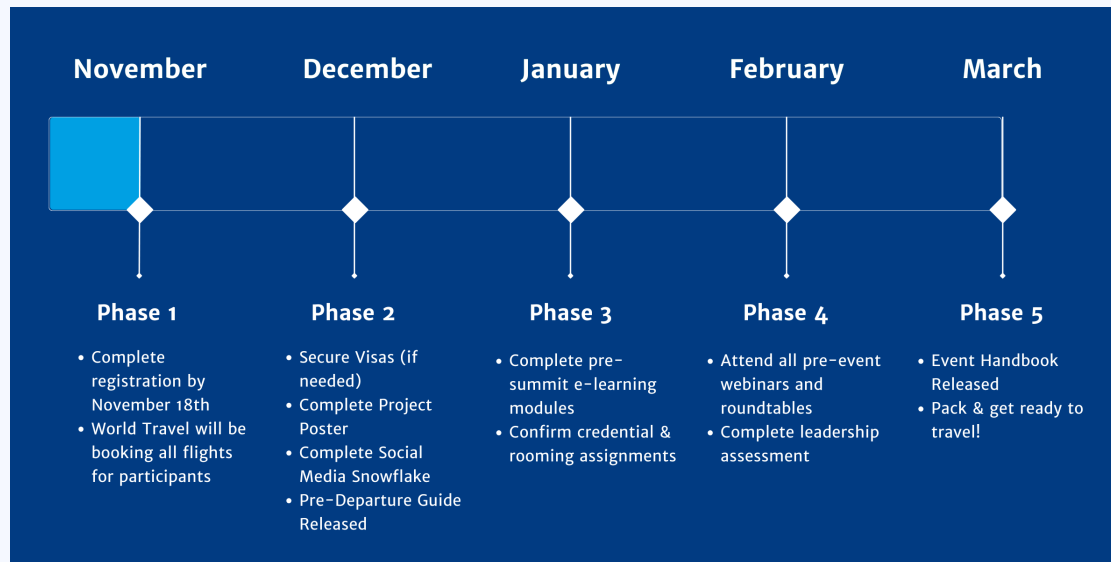 November
December
January
February
March
Phase 1
• Complete
registration by
November 18th
• World Travel will be
booking all flights
for participants
Phase 2
• Secure Visas (if
needed)
• Complete Project
Poster
• Complete Social
Media Snowflake
• Pre-Departure Guide
Released
Phase 3
• Complete pre-
summit e-learning
modules
• Confirm credential &
rooming assignments
Phase 4
• Attend all pre-event
webinars and
roundtables
• Complete leadership
assessment
Phase 5
• Event Handbook
Released
• Pack & get ready to
travel!